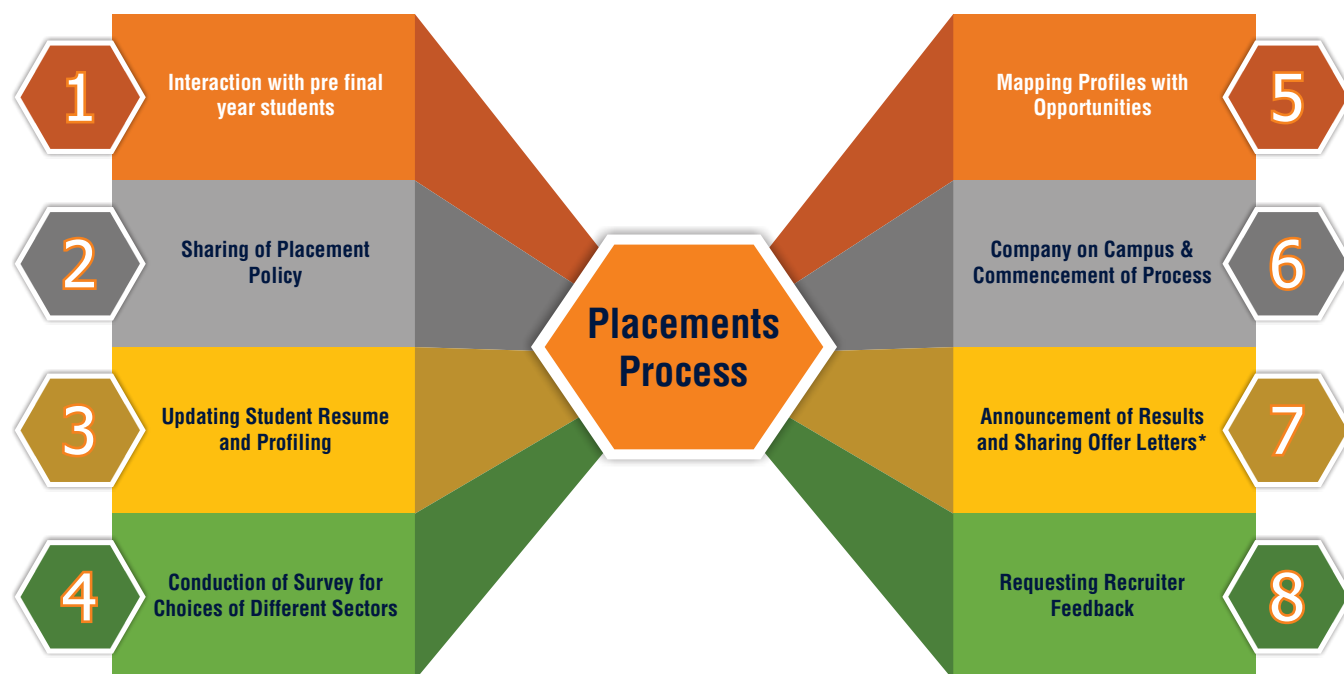 1
Interaction with pre final
year students
2
Sharing of Placement
Policy
3
Updating Student Resume
and Profiling
4
Conduction of Survey for
Choices of Different Sectors
Placements
Process
Mapping Profiles with
Opportunities
5
Company on Campus &
Commencement of Process
6
Announcement of Results
and Sharing Offer Letters*
7
Requesting Recruiter
Feedback
8